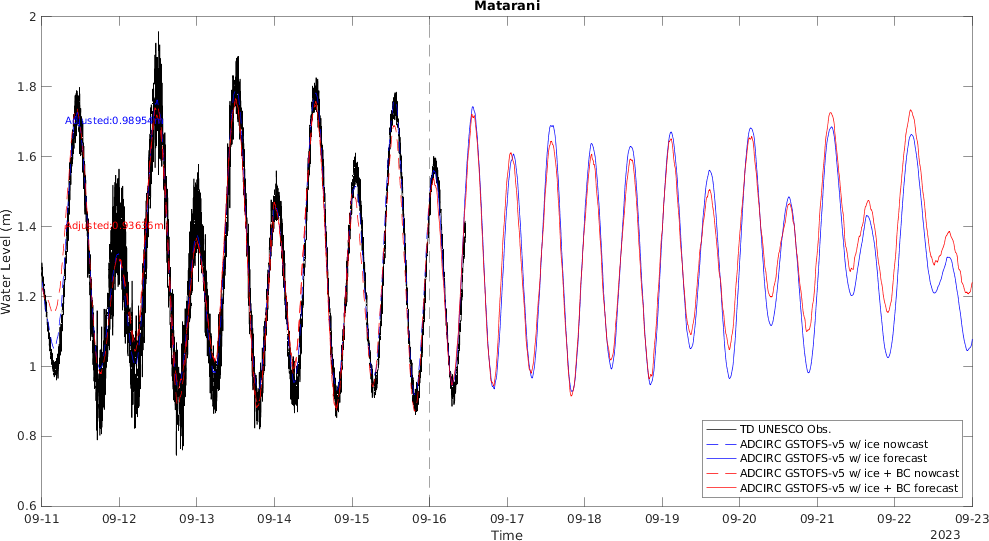 Matarani
2
1.8
1.6
1.4
1.2
1
0.8
0.6
Water Level (m)
Adjusted:0.98954
Adjusted:0.93635m
09-11
09-12
09-13
09-14
09-15
09-16
09-17
09-18
09-19
09-20
09-21
09-22
09-23
Time
2023
TD UNESCO Obs.
ADCIRC GSTOFS-v5 w/ ice nowcast
ADCIRC GSTOFS-v5 w/ ice forecast
ADCIRC GSTOFS-v5 w/ ice + BC nowcast
ADCIRC GSTOFS-v5 w/ ice + BC forecast